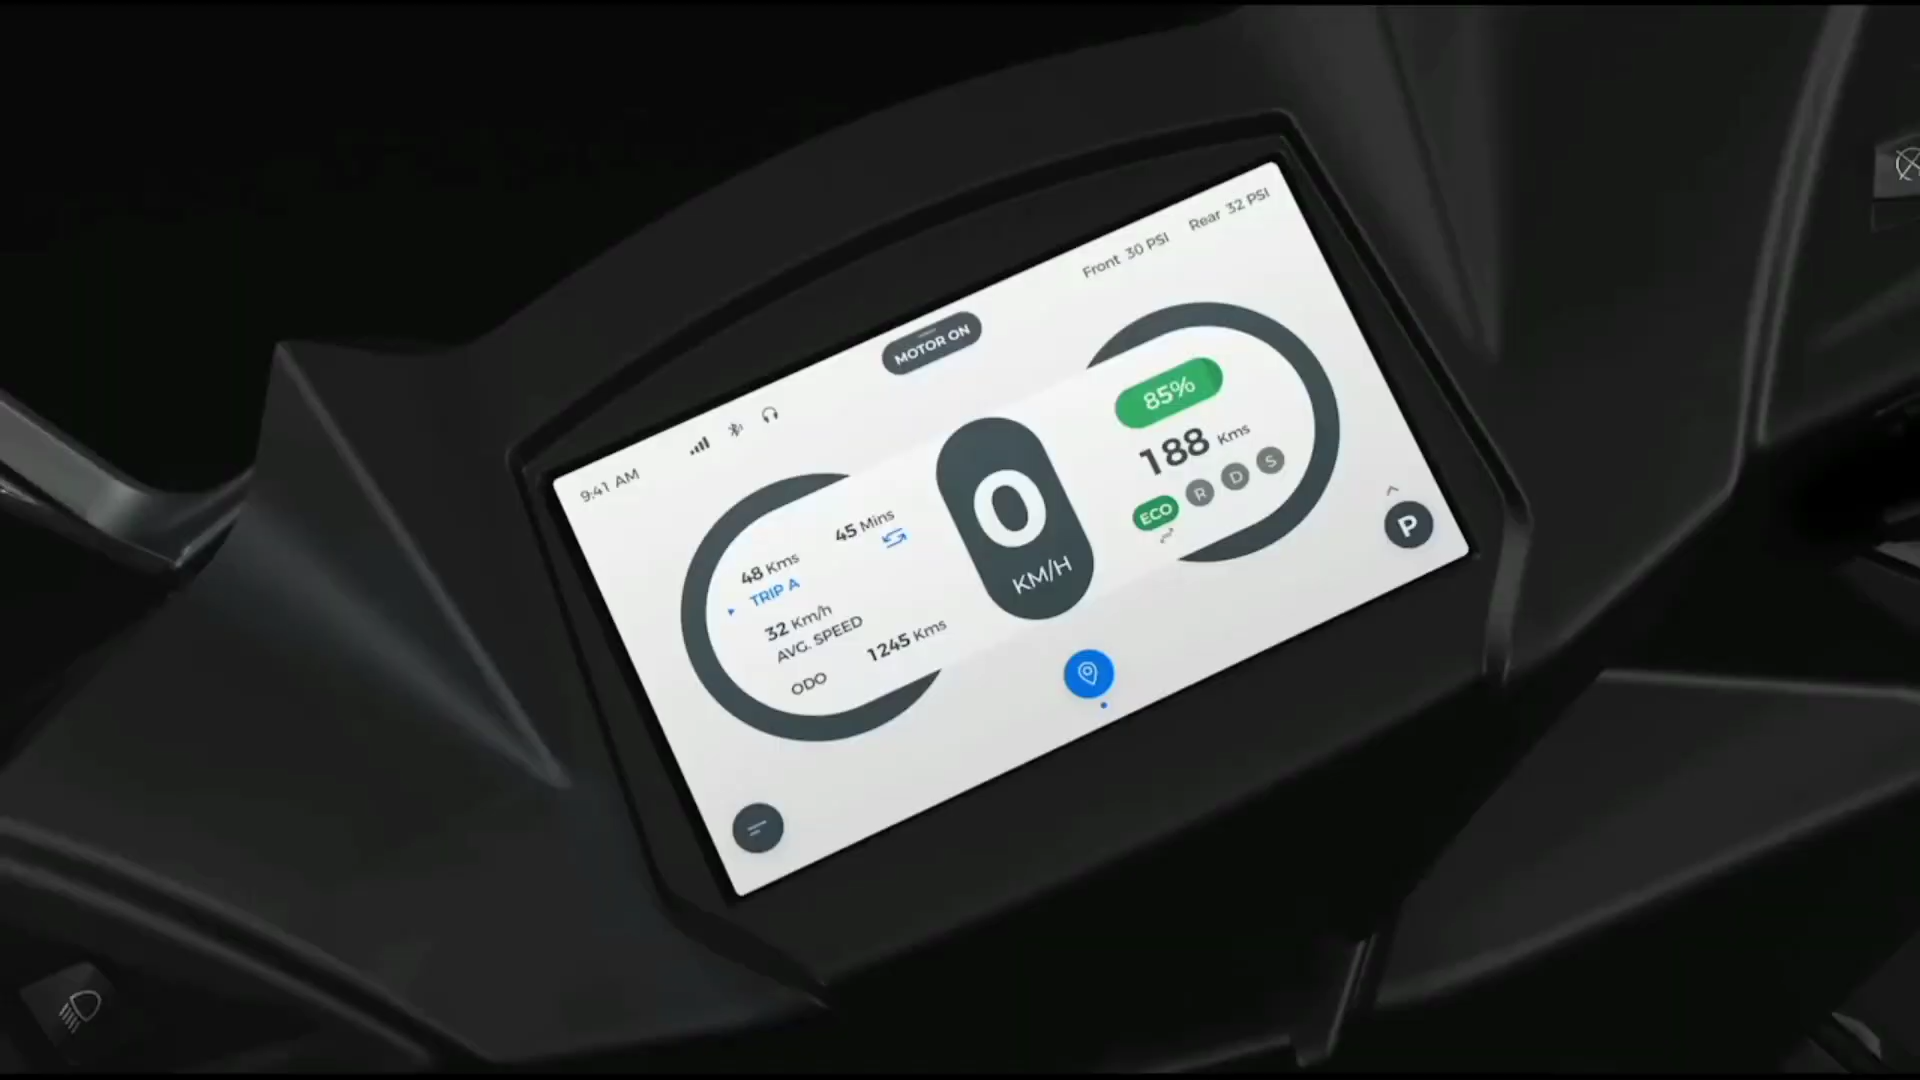 9:41 AM
MOTOR ON
Front 30 PSI Rear 32 PSI
48 Kms 45 Mins
TRIP A
32 Km/h
AVG. SPEED
ODO 1245 Kms
0
KM/H
85%
188 Kms
ECO R D S
P